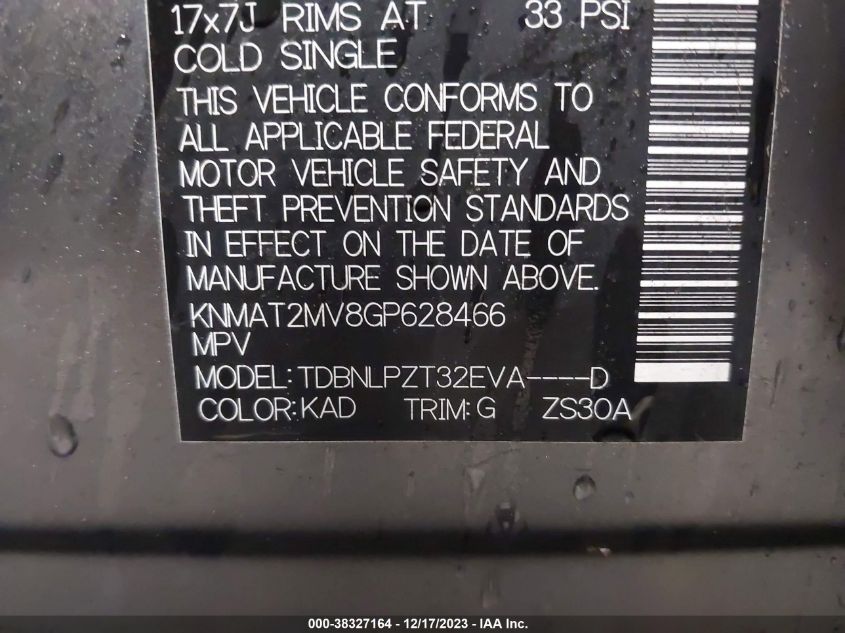 17x7J RIMS AT 33 PSI
COLD SINGLE
THIS VEHICLE CONFORMS TO
ALL APPLICABLE FEDERAL
MOTOR VEHICLE SAFETY AND
THEFT PREVENTION STANDARDS
IN EFFECT ON THE DATE OF
MANUFACTURE SHOWN ABOVE.
KNMAT2MV8GP628466
MPV
MODEL:TDBNLPZT32EVA----D
COLOR:KAD TRIM:G ZS30A
000-38327164 - 12/17/2023 - IAA Inc.